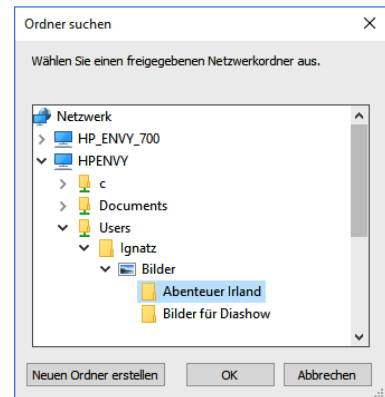 Ordner suchen
Wählen Sie einen freigegebenen Netzwerkordner aus.
Netzwerk
HP_ENVY_700
HPENVY
c
Documents
Users
Ignatz
Bilder
Abenteuer Irland
Bilder für Diashow
Neuen Ordner erstellen OK Abbrechen